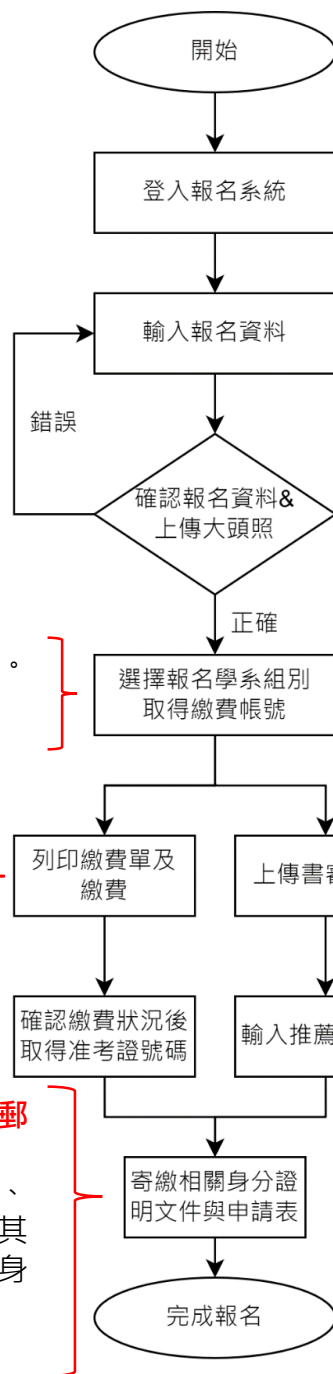 開始
登入報名系統
輸入報名資料
錯誤
確認報名資料&
上傳大頭照
正確
。
選擇報名學系組別
取得繳費帳號
列印繳費單及
繳費
上傳書審
確認繳費狀況後
取得准考證號碼
輸入推薦
郵
、
其
身
寄繳相關身分證
明文件與申請表
完成報名